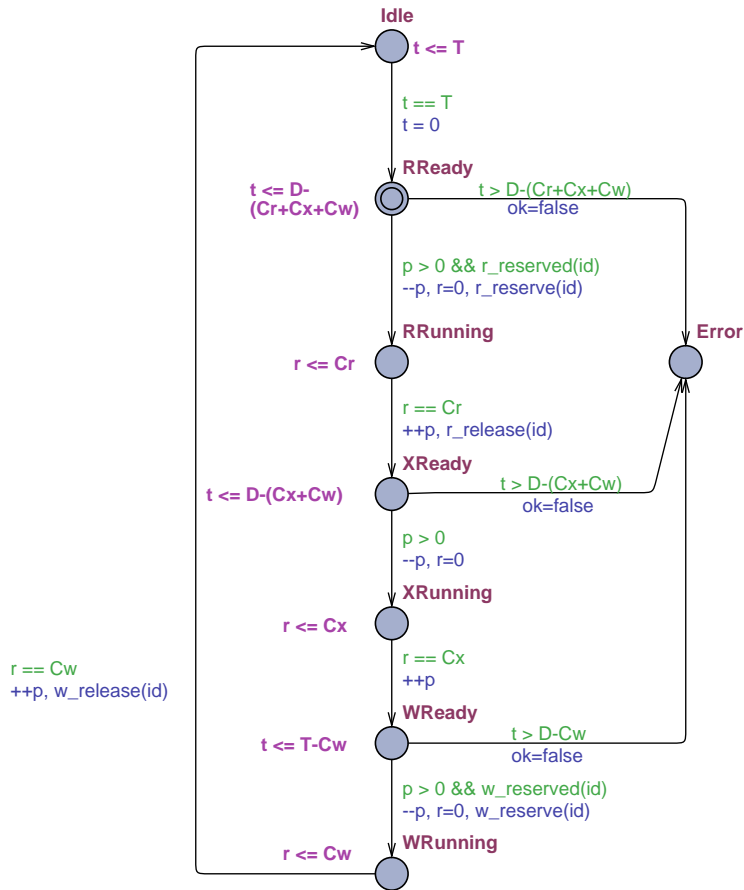 Idle
t <= T
t == T
t = 0
RReady
t <= D-
(Cr+Cx+Cw)
t > D-(Cr+Cx+Cw)
ok=false
p > 0 && r_reserved(id)
--p, r=0, r_reserve(id)
RRunning
Error
r <= Cr
r == Cr
++p, r_release(id)
XReady
t <= D-(Cx+Cw)
t > D-(Cx+Cw)
ok=false
p > 0
--p, r=0
XRunning
r <= Cx
r == Cx
++p
r == Cw
++p, w_release(id)
WReady
t <= T-Cw
t > D-Cw
ok=false
p > 0 && w_reserved(id)
--p, r=0, w_reserve(id)
WRunning
r <= Cw